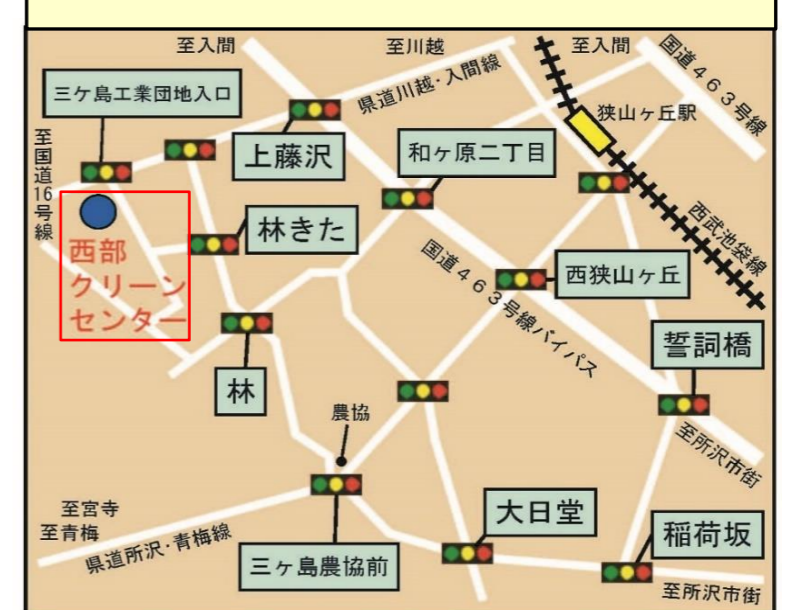 至入間
至川越
至入間
国道４６３号線
三ケ島工業団地入口
県道川越・入間線
狭山ヶ丘駅
至国道16号線
上藤沢
和ヶ原二丁目
西武池袋線
林きた
西部
クリーン
センター
国道４６３号線バイパス
西狭山ヶ丘
誓詞橋
林
農協
至所沢市街
至宮寺
至青梅
県道所沢・青梅線
大日堂
稲荷坂
三ヶ島農協前
至所沢市街